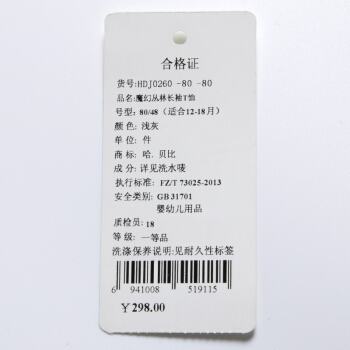 合格证
货号:HDJ0260 -80 -80
品名:魔幻丛林长袖T恤
号型: 80/48 (适合12-18月)
颜 色: 浅灰
单 位: 件
商 标: 哈. 贝比
成 分: 详见洗水唛
执行标准: FZ/T 73025-2013
安全类别: GB 31701
婴幼儿用品
质检员: 18
等 级: 一等品
洗涤保养说明:见耐久性标签
6 941008 519115
￥298.00